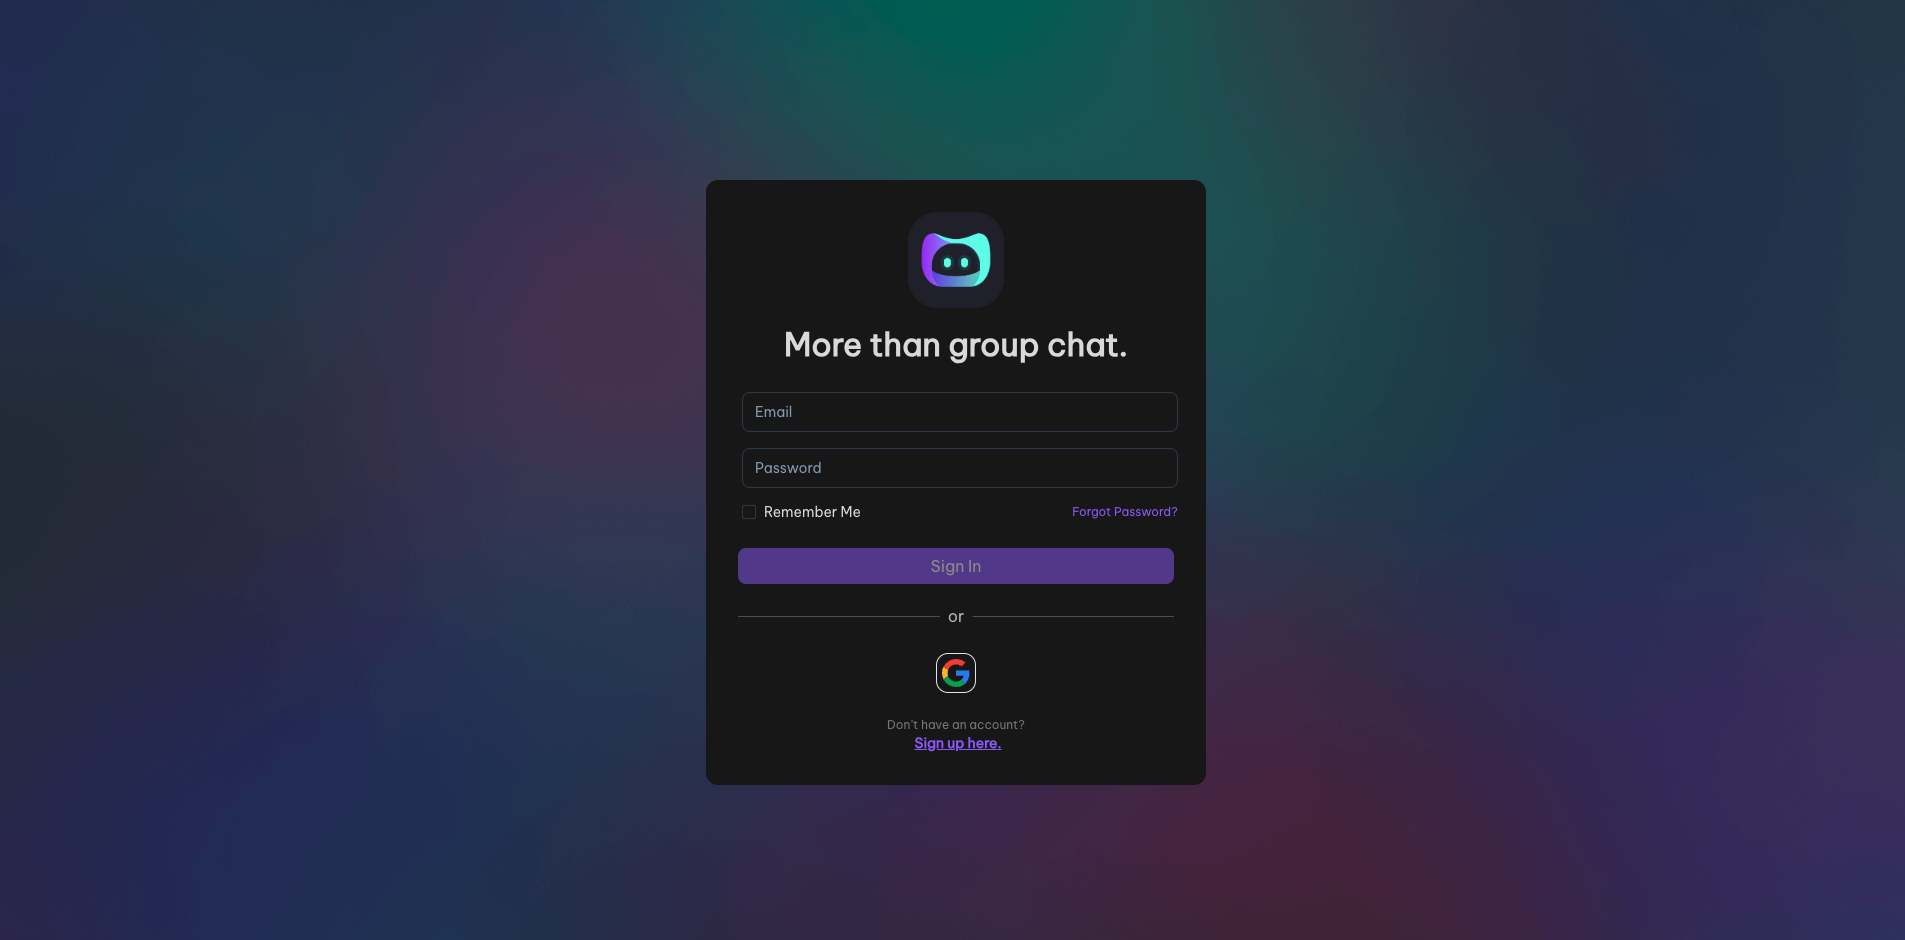 More than group chat.
Email
Password
Remember Me
Forgot Password?
Sign In
or
Don't have an account?
Sign up here.